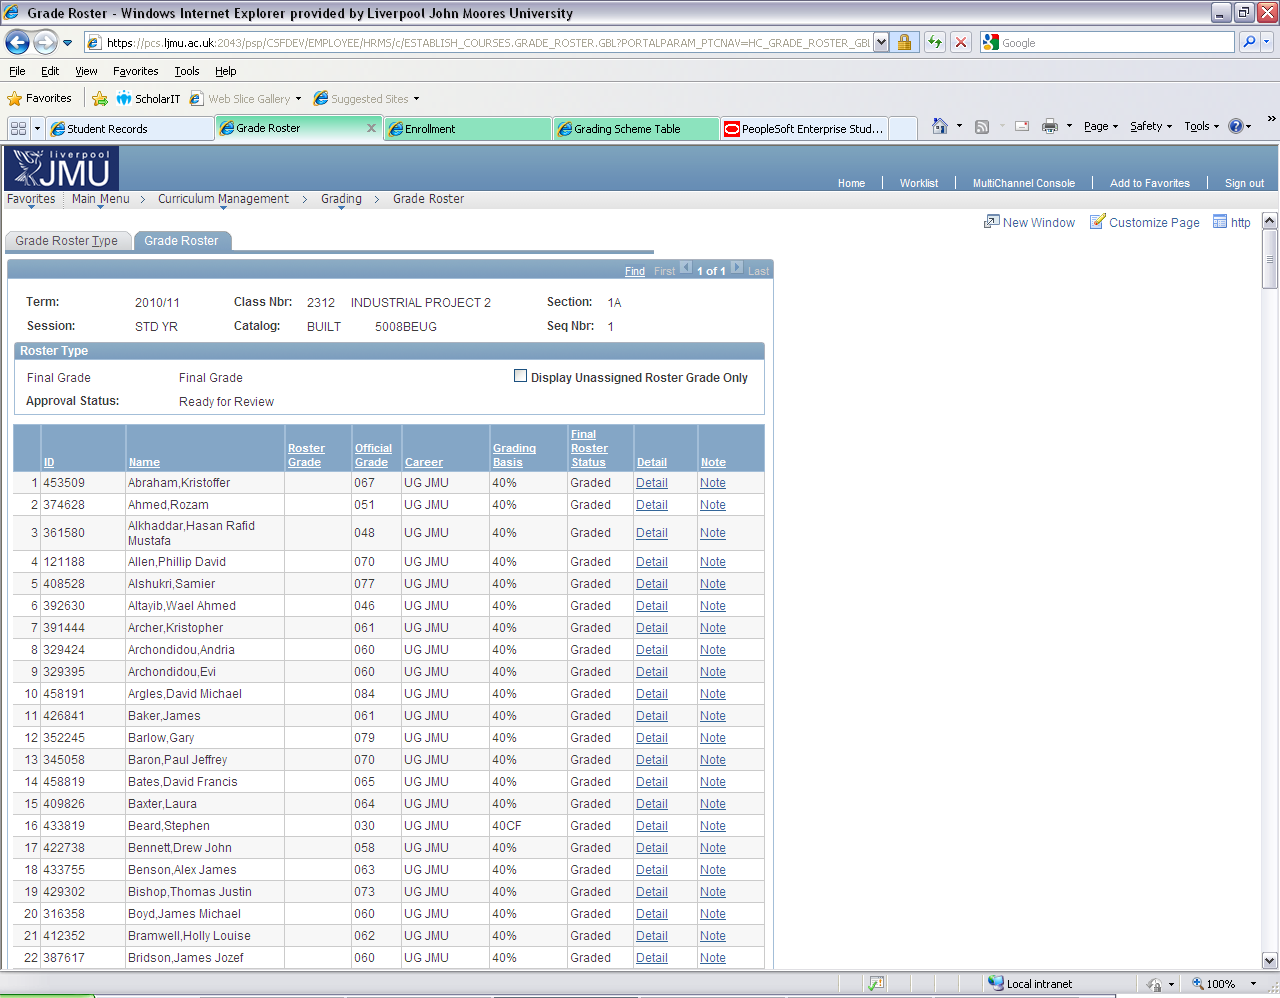 Grade Roster - Windows Internet Explorer provided by Liverpool John Moores University
https://pcs.ljmu.ac.uk:2043/psp/CSFDEV/EMPLOYEE/HRMS/c/ESTABLISH_COURSES.GRADE_ROSTER.GBL?PORTALPARAM_PTCNAV=HC_GRADE_ROSTER_GBL
Google
File Edit View Favorites Tools Help
Favorites ScholarIT Web Slice Gallery Suggested Sites
Student Records Grade Roster Enrollment Grading Scheme Table PeopleSoft Enterprise Stud... Page Safety Tools
liverpool
JMU
Home Worklist MultiChannel Console Add to Favorites Sign out
Favorites Main Menu > Curriculum Management > Grading > Grade Roster
New Window Customize Page http
Grade Roster Type Grade Roster
Find First 1 of 1 Last
Term: 2010/11 Class Nbr: 2312 INDUSTRIAL PROJECT 2 Section: 1A
Session: STD YR Catalog: BUILT 5008BEUG Seq Nbr: 1
Roster Type
Final Grade Final Grade Display Unassigned Roster Grade Only
Approval Status: Ready for Review
ID Name Roster Grade Official Grade Career Grading Basis Final Roster Status Detail Note
1 453509 Abraham,Kristoffer 067 UG JMU 40% Graded Detail Note
2 374628 Ahmed,Rozam 051 UG JMU 40% Graded Detail Note
3 361580 Alkhaddar,Hasan Rafid Mustafa 048 UG JMU 40% Graded Detail Note
4 121188 Allen,Phillip David 070 UG JMU 40% Graded Detail Note
5 408528 Alshukri,Samier 077 UG JMU 40% Graded Detail Note
6 392630 Altayib,Wael Ahmed 046 UG JMU 40% Graded Detail Note
7 391444 Archer,Kristopher 061 UG JMU 40% Graded Detail Note
8 329424 Archondidou,Andria 060 UG JMU 40% Graded Detail Note
9 329395 Archondidou,Evi 060 UG JMU 40% Graded Detail Note
10 458191 Argles,David Michael 084 UG JMU 40% Graded Detail Note
11 426841 Baker,James 061 UG JMU 40% Graded Detail Note
12 352245 Barlow,Gary 079 UG JMU 40% Graded Detail Note
13 345058 Baron,Paul Jeffrey 070 UG JMU 40% Graded Detail Note
14 458819 Bates,David Francis 065 UG JMU 40% Graded Detail Note
15 409826 Baxter,Laura 064 UG JMU 40% Graded Detail Note
16 433819 Beard,Stephen 030 UG JMU 40CF Graded Detail Note
17 422738 Bennett,Drew John 058 UG JMU 40% Graded Detail Note
18 433755 Benson,Alex James 063 UG JMU 40% Graded Detail Note
19 429302 Bishop,Thomas Justin 073 UG JMU 40% Graded Detail Note
20 316358 Boyd,James Michael 060 UG JMU 40% Graded Detail Note
21 412352 Bramwell,Holly Louise 062 UG JMU 40% Graded Detail Note
22 387617 Bridson,James Jozef 060 UG JMU 40% Graded Detail Note
Local intranet 100%